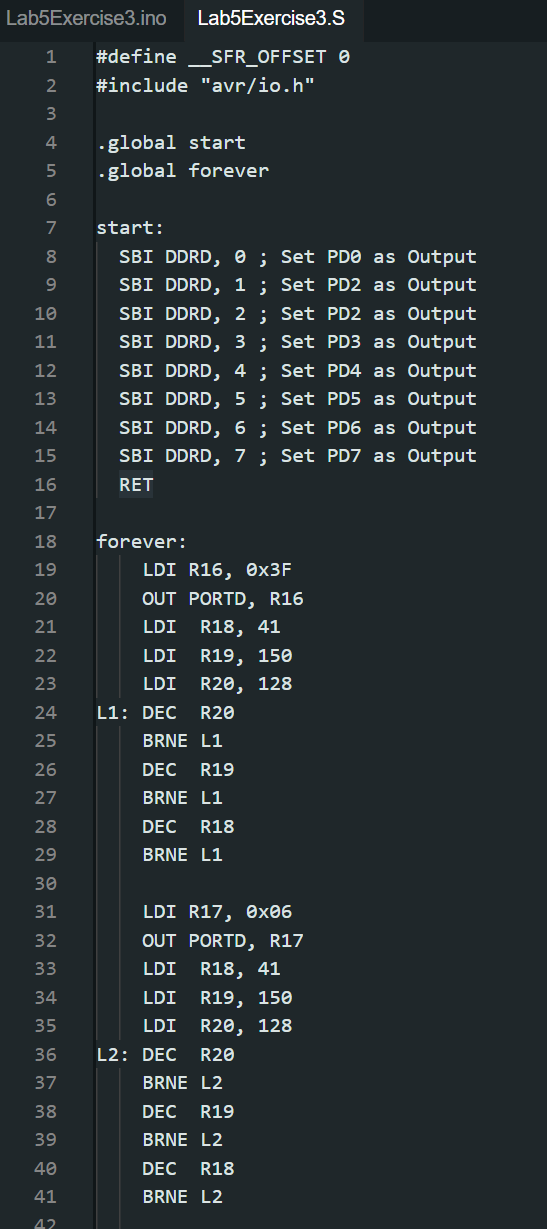 Lab5Exercise3.ino Lab5Exercise3.S
1 #define __SFR_OFFSET 0
2 #include "avr/io.h"
3
4 .global start
5 .global forever
6
7 start:
8 SBI DDRD, 0 ; Set PD0 as Output
9 SBI DDRD, 1 ; Set PD2 as Output
10 SBI DDRD, 2 ; Set PD2 as Output
11 SBI DDRD, 3 ; Set PD3 as Output
12 SBI DDRD, 4 ; Set PD4 as Output
13 SBI DDRD, 5 ; Set PD5 as Output
14 SBI DDRD, 6 ; Set PD6 as Output
15 SBI DDRD, 7 ; Set PD7 as Output
16 RET
17
18 forever:
19 LDI R16, 0x3F
20 OUT PORTD, R16
21 LDI  R18, 41
22 LDI  R19, 150
23 LDI  R20, 128
24 L1: DEC  R20
25 BRNE L1
26 DEC  R19
27 BRNE L1
28 DEC  R18
29 BRNE L1
30
31 LDI R17, 0x06
32 OUT PORTD, R17
33 LDI  R18, 41
34 LDI  R19, 150
35 LDI  R20, 128
36 L2: DEC  R20
37 BRNE L2
38 DEC  R19
39 BRNE L2
40 DEC  R18
41 BRNE L2
42